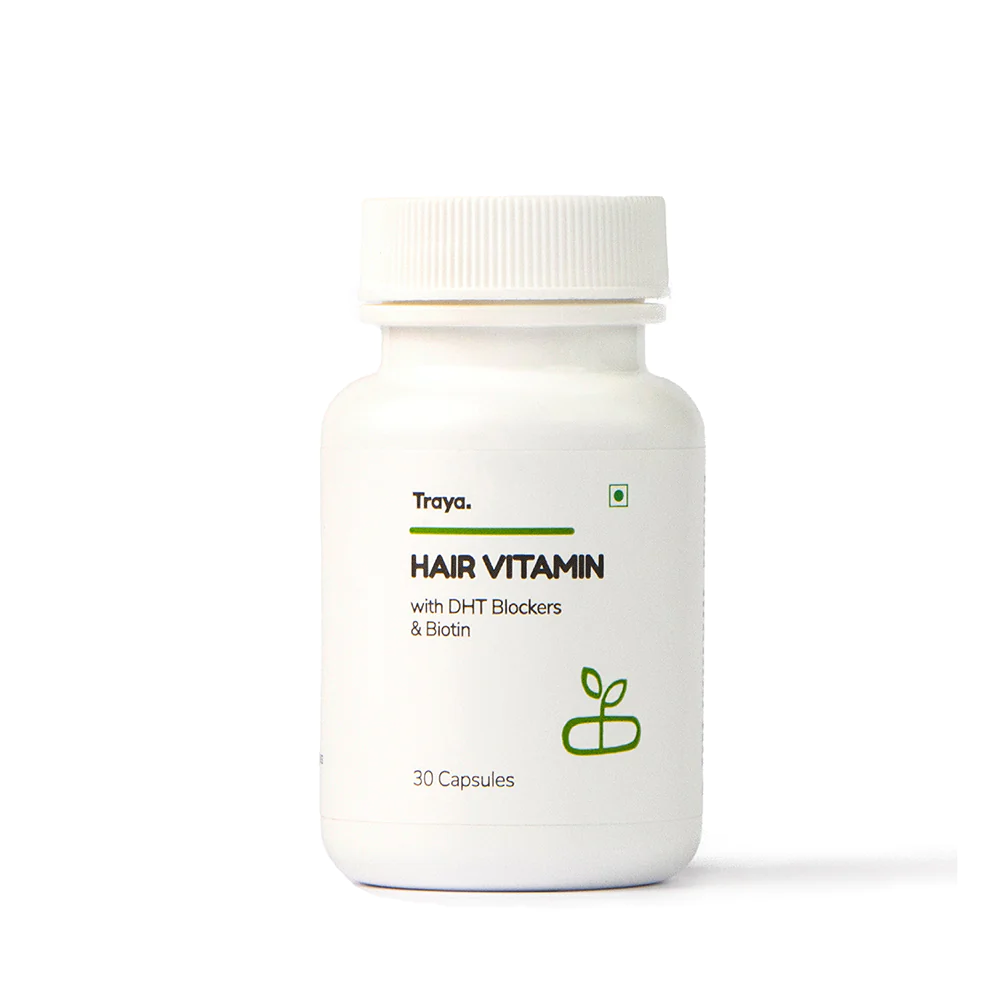 Traya.
HAIR VITAMIN
with DHT Blockers
& Biotin
30 Capsules